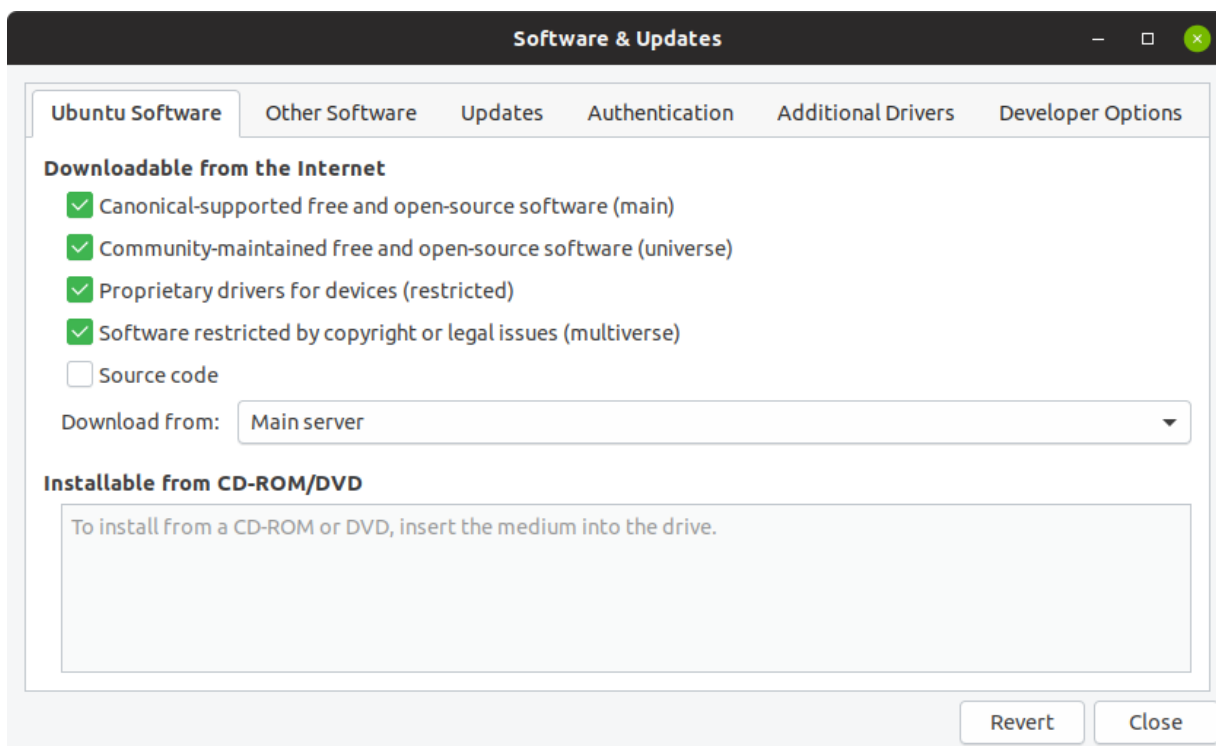 Software & Updates
Ubuntu Software Other Software Updates Authentication Additional Drivers Developer Options
Downloadable from the Internet
Canonical-supported free and open-source software (main)
Community-maintained free and open-source software (universe)
Proprietary drivers for devices (restricted)
Software restricted by copyright or legal issues (multiverse)
Source code
Download from: Main server
Installable from CD-ROM/DVD
To install from a CD-ROM or DVD, insert the medium into the drive.
Revert Close